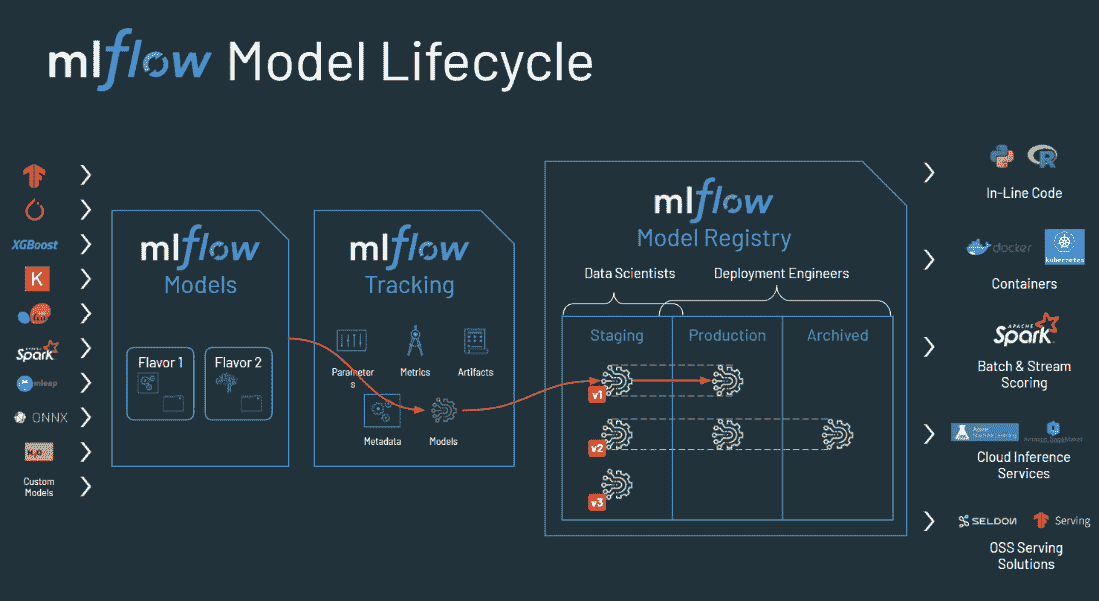 mlflow Model Lifecycle
XGBoost
K
APACHE
Spark
mleap
ONNX
H₂O
Custom
Models
mlflow
Models
Flavor 1
Flavor 2
mlflow
Tracking
Parameter
s
Metrics
Artifacts
Metadata
Models
mlflow
Model Registry
Data Scientists
Deployment Engineers
Staging
Production
Archived
v1
v2
v3
In-Line Code
docker
kubernetes
Containers
APACHE
Spark
Batch & Stream
Scoring
Azure
Machine Learning
Amazon SageMaker
Cloud Inference
Services
SELDON
Serving
OSS Serving
Solutions